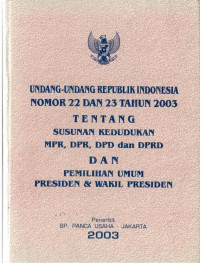 UNDANG-UNDANG REPUBLIK INDONESIA
NOMOR 22 DAN 23 TAHUN 2003
TENTANG
SUSUNAN KEDUDUKAN
MPR, DPR, DPD dan DPRD
DAN
PEMILIHAN UMUM
PRESIDEN & WAKIL PRESIDEN
Penerbit
BP. PANCA USAHA - JAKARTA
2003